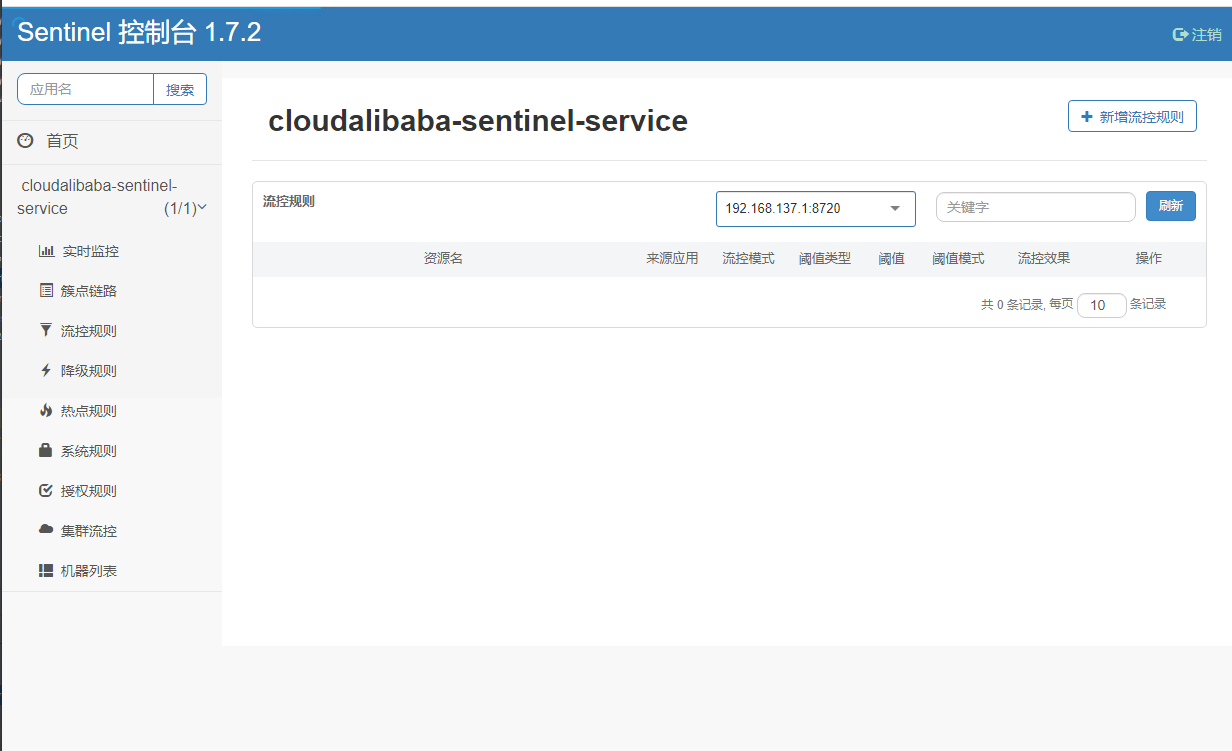 Sentinel 控制台 1.7.2
注销
应用名
搜索
首页
cloudalibaba-sentinel-
service (1/1)
实时监控
簇点链路
流控规则
降级规则
热点规则
系统规则
授权规则
集群流控
机器列表
cloudalibaba-sentinel-service
新增流控规则
流控规则
192.168.137.1:8720
关键字
刷新
资源名 来源应用 流控模式 阈值类型 阈值 阈值模式 流控效果 操作
共 0 条记录, 每页 10 条记录